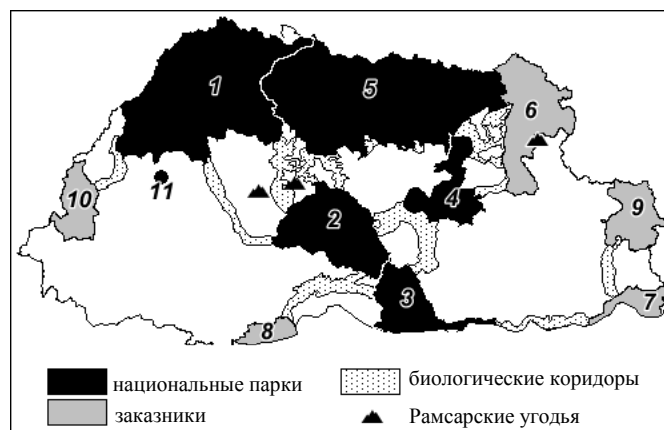 1
5
6
10
11
2
4
9
3
7
8
национальные парки
биологические коридоры
заказники
Рамсарские угодья